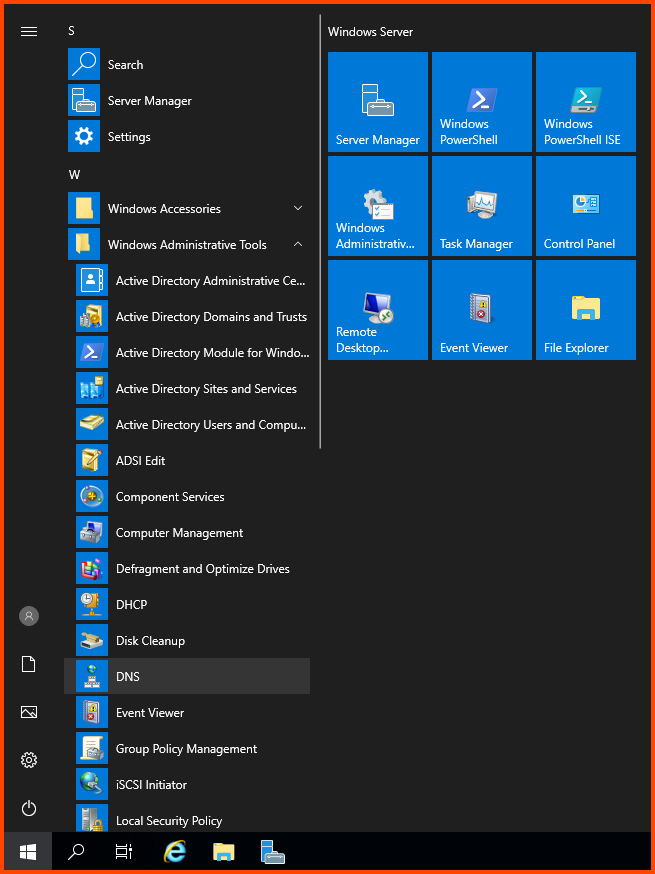 S
Search
Server Manager
Settings
W
Windows Accessories
Windows Administrative Tools
Active Directory Administrative Ce...
Active Directory Domains and Trusts
Active Directory Module for Windo...
Active Directory Sites and Services
Active Directory Users and Compu...
ADSI Edit
Component Services
Computer Management
Defragment and Optimize Drives
DHCP
Disk Cleanup
DNS
Event Viewer
Group Policy Management
iSCSI Initiator
Local Security Policy
Windows Server
Server Manager
Windows
PowerShell
Windows
PowerShell ISE
Windows
Administrativ...
Task Manager
Control Panel
Remote
Desktop...
Event Viewer
File Explorer